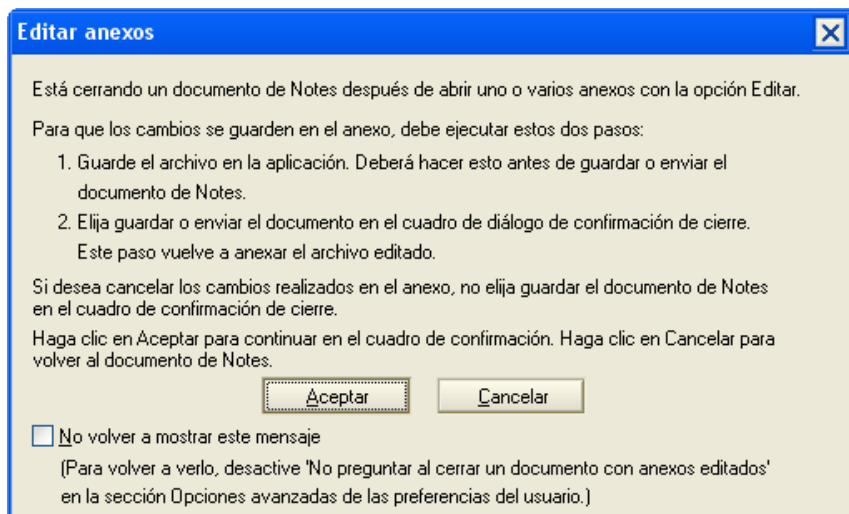 Editar anexos
Está cerrando un documento de Notes después de abrir uno o varios anexos con la opción Editar.
Para que los cambios se guarden en el anexo, debe ejecutar estos dos pasos:
1. Guarde el archivo en la aplicación. Deberá hacer esto antes de guardar o enviar el
documento de Notes.
2. Elija guardar o enviar el documento en el cuadro de diálogo de confirmación de cierre.
Este paso vuelve a anexar el archivo editado.
Si desea cancelar los cambios realizados en el anexo, no elija guardar el documento de Notes
en el cuadro de confirmación de cierre.
Haga clic en Aceptar para continuar en el cuadro de confirmación. Haga clic en Cancelar para
volver al documento de Notes.
Aceptar Cancelar
No volver a mostrar este mensaje
(Para volver a verlo, desactive 'No preguntar al cerrar un documento con anexos editados'
en la sección Opciones avanzadas de las preferencias del usuario.)